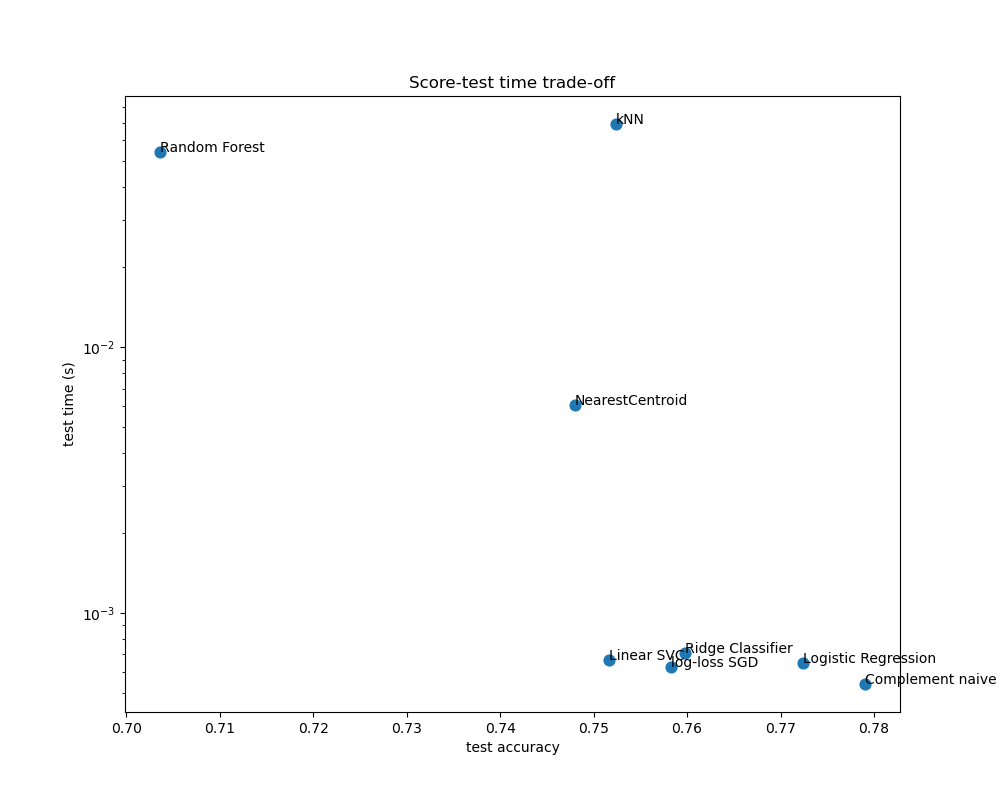 Score-test time trade-off
kNN
Random Forest
10⁻²
NearestCentroid
test time (s)
10⁻³
Ridge Classifier
Linear SVC
log-loss SGD
Logistic Regression
Complement naive
0.70 0.71 0.72 0.73 0.74 0.75 0.76 0.77 0.78
test accuracy